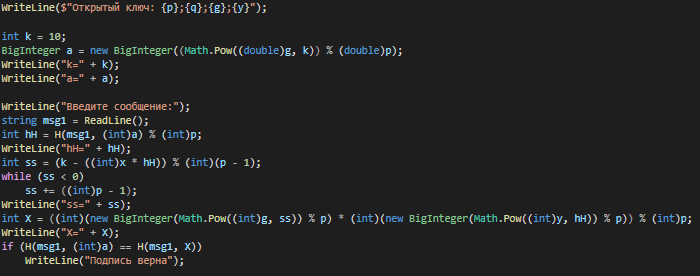 WriteLine($"Открытый ключ: {p};{q};{g};{y}");
int k = 10;
BigInteger a = new BigInteger((Math.Pow((double)g, k)) % (double)p);
WriteLine("k=" + k);
WriteLine("a=" + a);
WriteLine("Введите сообщение:");
string msg1 = ReadLine();
int hH = H(msg1, (int)a) % (int)p;
WriteLine("hH=" + hH);
int ss = (k - ((int)x * hH)) % (int)(p - 1);
while (ss < 0)
ss += ((int)p - 1);
WriteLine("ss=" + ss);
int X = ((int)(new BigInteger(Math.Pow((int)g, ss)) % p) * (int)(new BigInteger(Math.Pow((int)y, hH)) % p)) % (int)p;
WriteLine("X=" + X);
if (H(msg1, (int)a) == H(msg1, X))
WriteLine("Подпись верна");